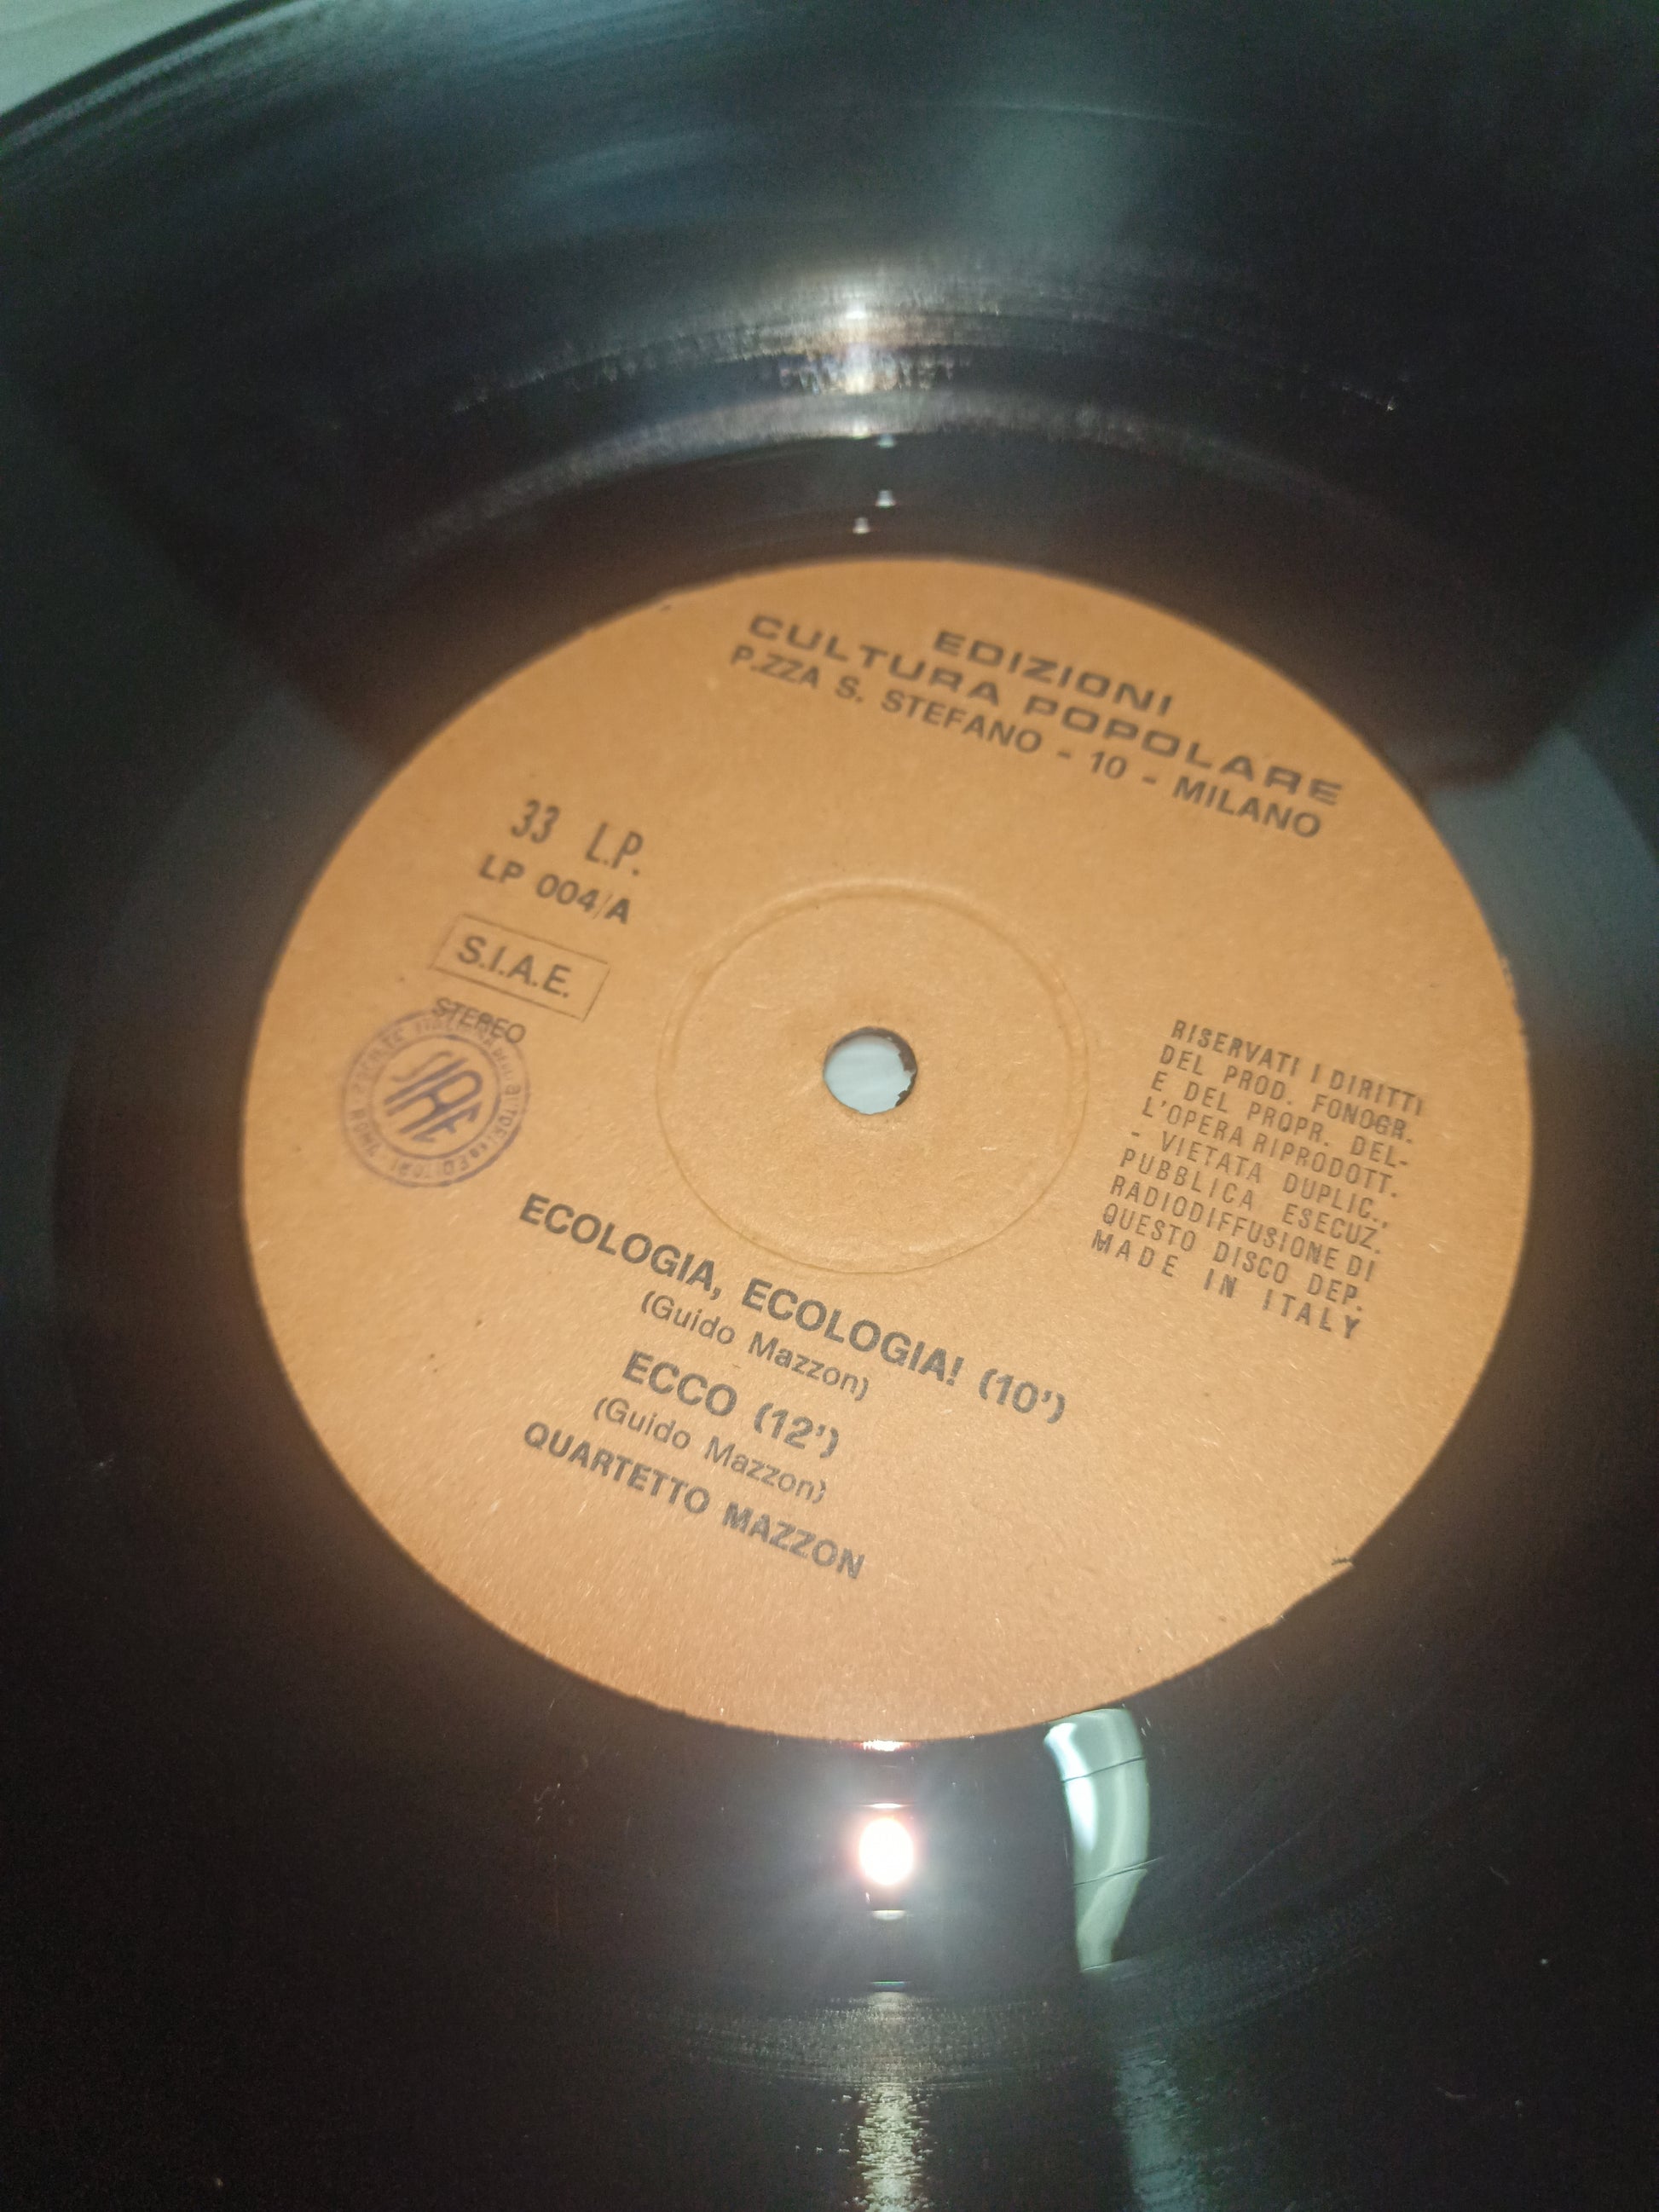 EDIZIONI
CULTURA POPOLARE
P.ZZA S. STEFANO - 10 - MILANO
33 L.P.
LP 004/A
S.I.A.E.
STEREO
SIAE
ROMA
RISERVATI I DIRITTI
DEL PROD. FONOGR.
E DEL PROPR. DEL-
L'OPERA RIPRODOTT.
- VIETATA DUPLIC.,
PUBBLICA ESECUZ.
RADIODIFFUSIONE DI
QUESTO DISCO DEP.
MADE IN ITALY
ECOLOGIA, ECOLOGIA! (10')
(Guido Mazzon)
ECCO (12')
(Guido Mazzon)
QUARTETTO MAZZON